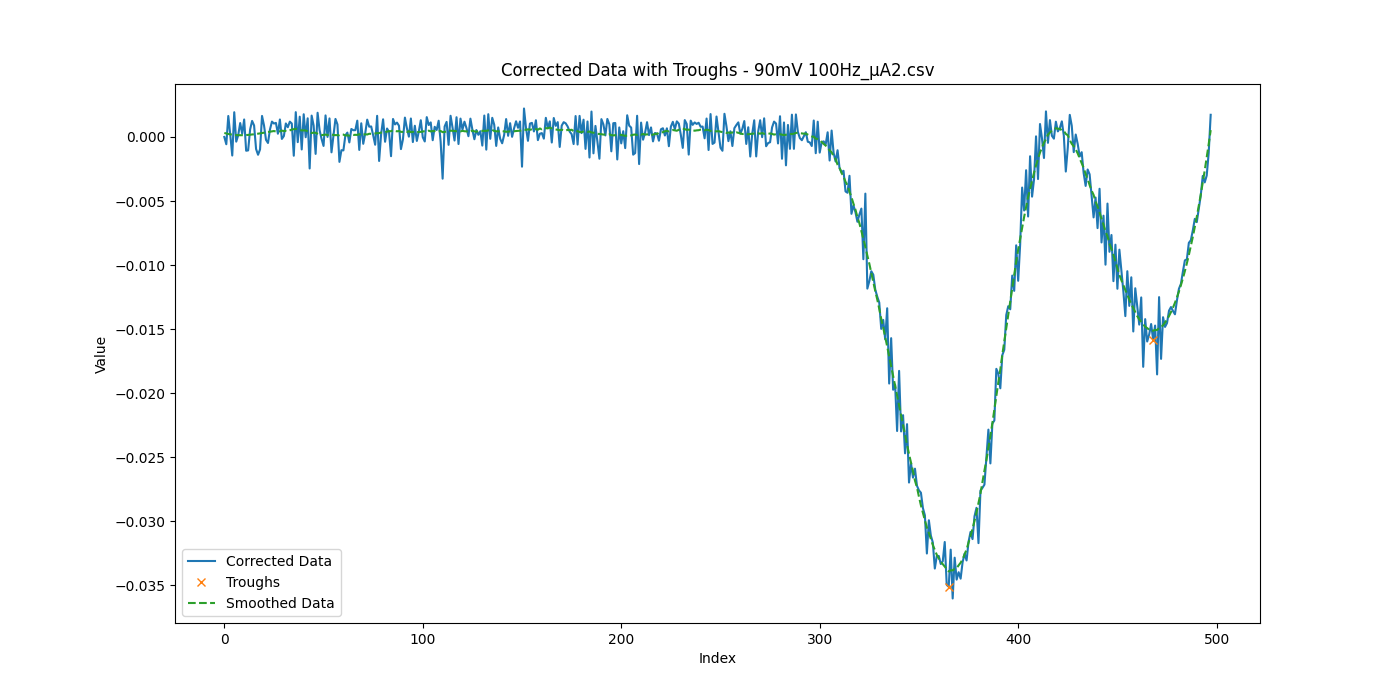 Corrected Data with Troughs - 90mV 100Hz_µA2.csv
Value
0.000
−0.005
−0.010
−0.015
−0.020
−0.025
−0.030
−0.035
Corrected Data
Troughs
Smoothed Data
0 100 200 300 400 500
Index